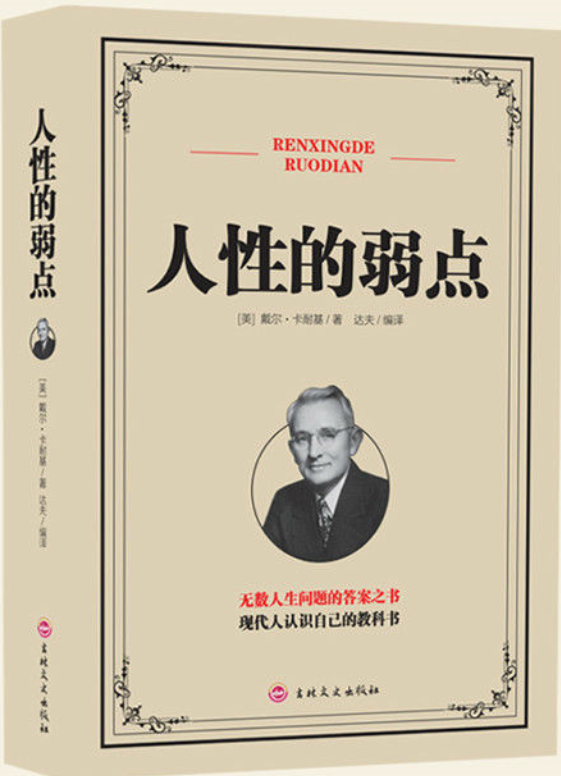 人性的弱点
[美] 戴尔·卡耐基/著 达夫/编译
RENXINGDE
RUODIAN
人性的弱点
[美] 戴尔·卡耐基/著 达夫/编译
无数人生问题的答案之书
现代人认识自己的教科书
吉林文史出版社
吉林文史出版社